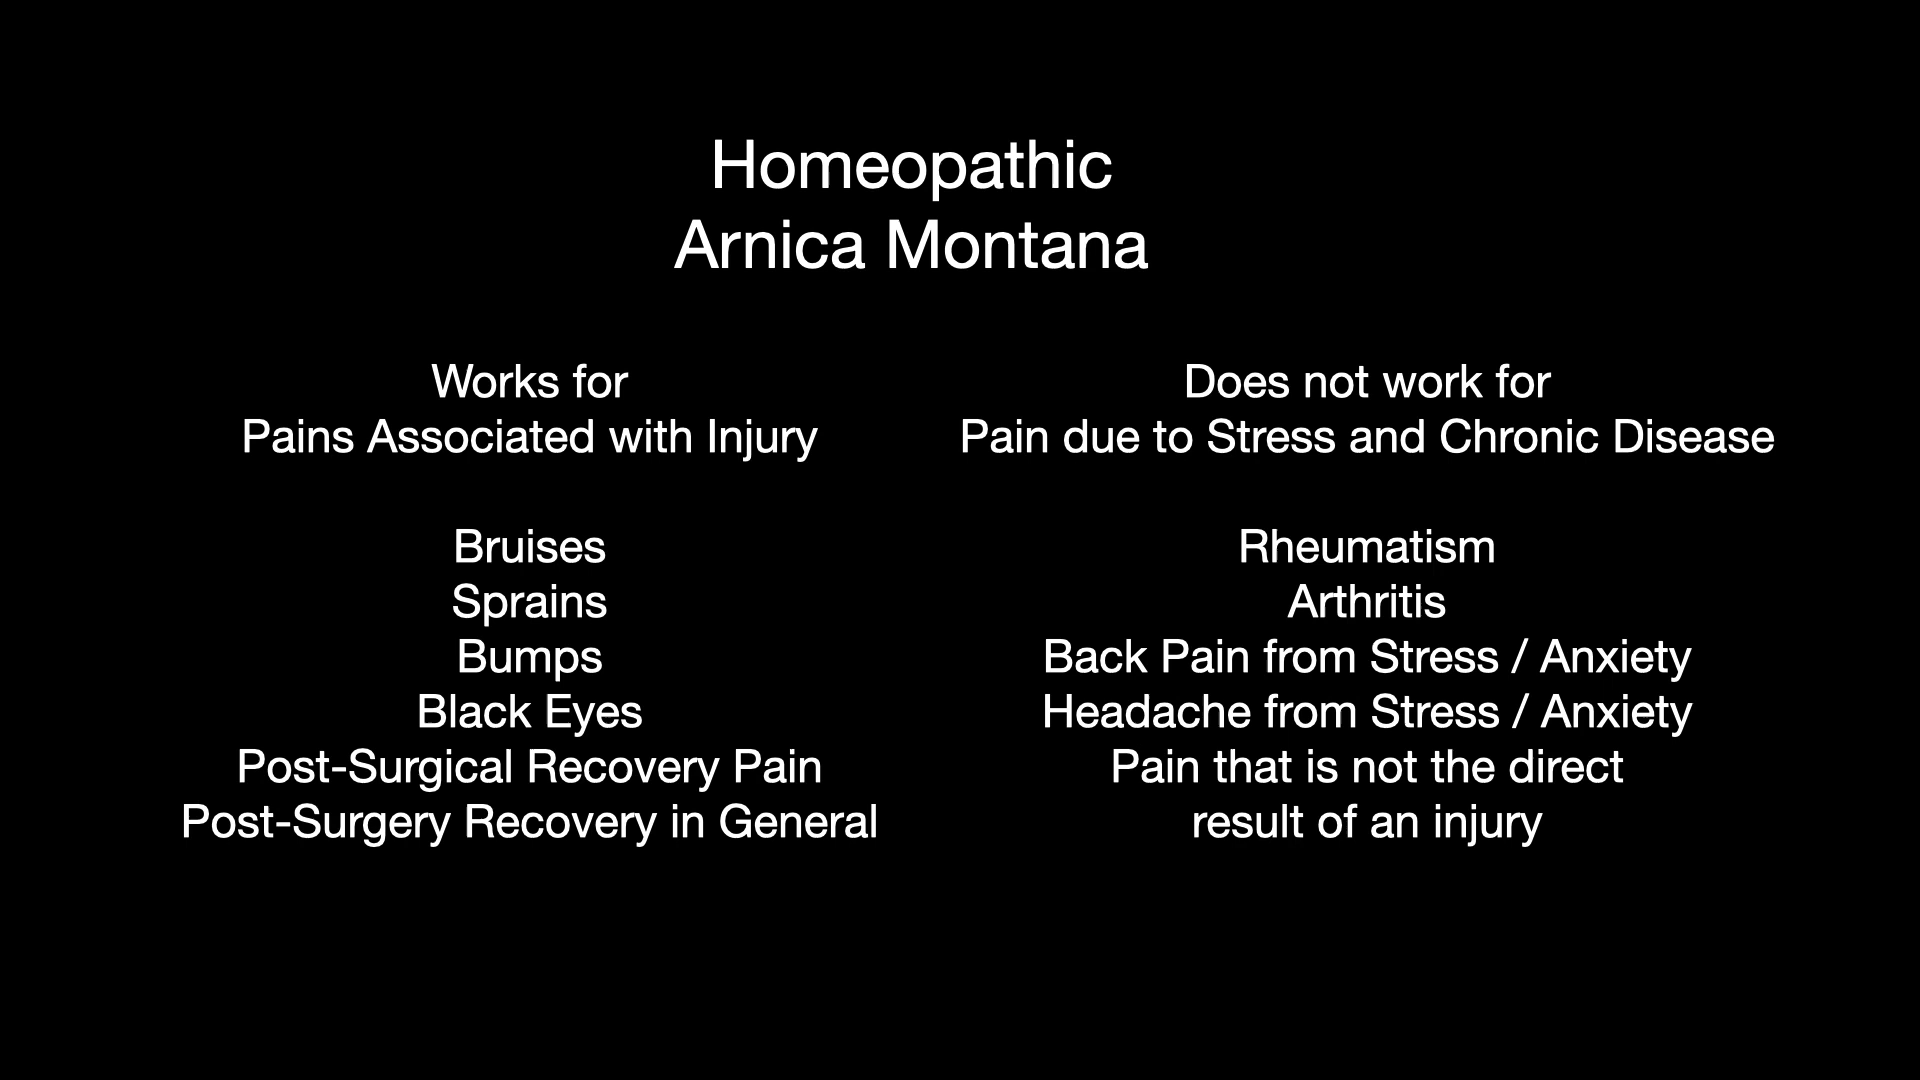 Homeopathic
Arnica Montana
Works for
Pains Associated with Injury
Bruises
Sprains
Bumps
Black Eyes
Post-Surgical Recovery Pain
Post-Surgery Recovery in General
Does not work for
Pain due to Stress and Chronic Disease
Rheumatism
Arthritis
Back Pain from Stress / Anxiety
Headache from Stress / Anxiety
Pain that is not the direct
result of an injury